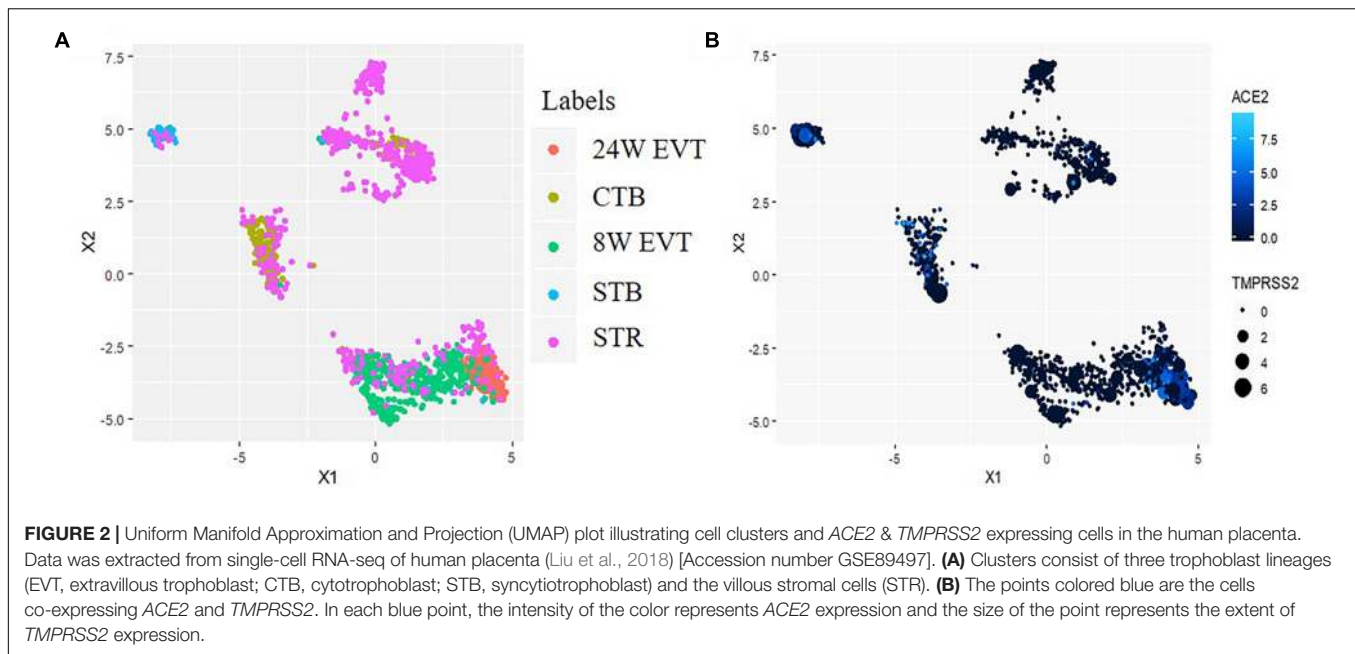 A
7.5
5.0
2.5
0.0
-2.5
-5.0
X2
-5
0
5
X1
Labels
24W EVT
CTB
8W EVT
STB
STR
B
7.5
5.0
2.5
0.0
-2.5
-5.0
X2
-5
0
5
X1
ACE2
7.5
5.0
2.5
0.0
TMPRSS2
0
2
4
6
FIGURE 2 | Uniform Manifold Approximation and Projection (UMAP) plot illustrating cell clusters and ACE2 & TMPRSS2 expressing cells in the human placenta.
Data was extracted from single-cell RNA-seq of human placenta (Liu et al., 2018) [Accession number GSE89497]. (A) Clusters consist of three trophoblast lineages
(EVT, extravillous trophoblast; CTB, cytotrophoblast; STB, syncytiotrophoblast) and the villous stromal cells (STR). (B) The points colored blue are the cells
co-expressing ACE2 and TMPRSS2. In each blue point, the intensity of the color represents ACE2 expression and the size of the point represents the extent of
TMPRSS2 expression.